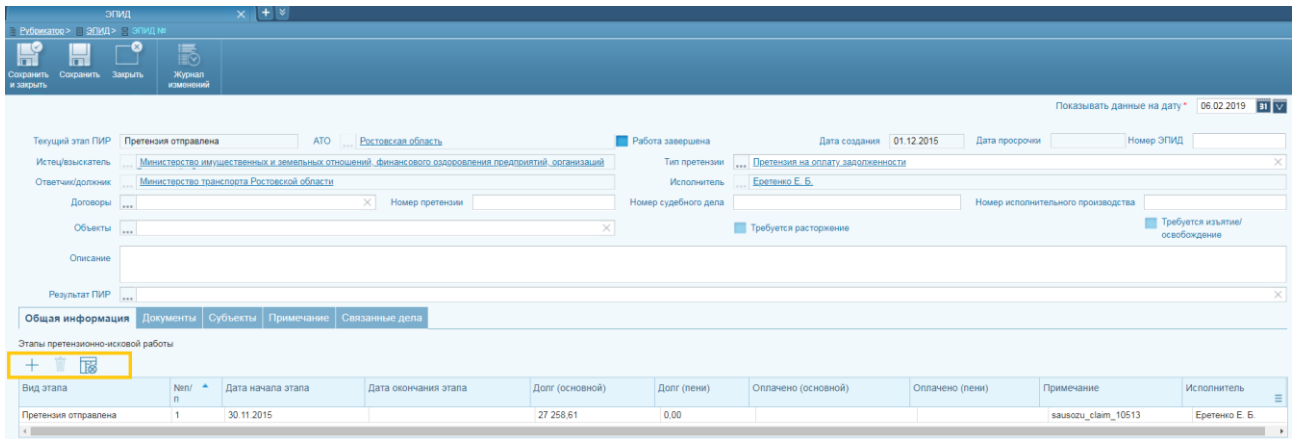 ЭПИД
Рубрикатор > ЭПИД > ЭПИД №
Сохранить и закрыть Сохранить Закрыть Журнал изменений
Показывать данные на дату * 06.02.2019 31
Текущий этап ПИР Претензия отправлена АТО ... Ростовская область Работа завершена Дата создания 01.12.2015 Дата просрочки Номер ЭПИД
Истец/взыскатель ... Министерство имущественных и земельных отношений, финансового оздоровления предприятий, организаций Тип претензии ... Претензия на оплату задолженности
Ответчик/должник ... Министерство транспорта Ростовской области Исполнитель ... Еретенко Е. Б.
Договоры ... Номер претензии Номер судебного дела Номер исполнительного производства
Объекты ... Требуется расторжение Требуется изъятие/
освобождение
Описание
Результат ПИР ...
Общая информация Документы Субъекты Примечание Связанные дела
Этапы претензионно-исковой работы
Вид этапа №п/п Дата начала этапа Дата окончания этапа Долг (основной) Долг (пени) Оплачено (основной) Оплачено (пени) Примечание Исполнитель
Претензия отправлена 1 30.11.2015 27 258,61 0,00 sausozu_claim_10513 Еретенко Е. Б.